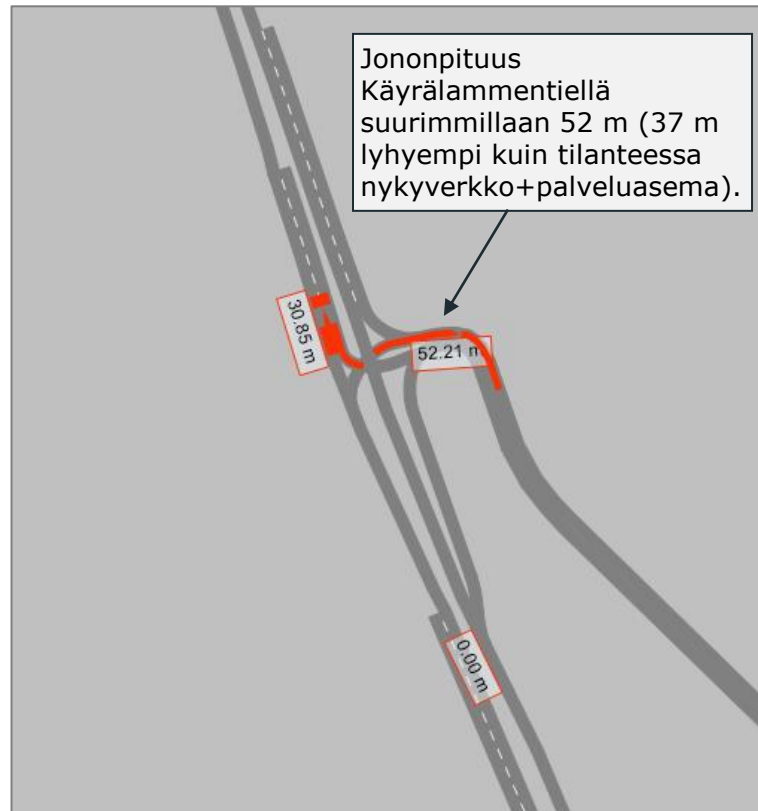 Jononpituus
Käyrälammentiellä
suurimmillaan 52 m (37 m
lyhyempi kuin tilanteessa
nykyverkko+palveluasema).
30.85 m
52.21 m
0.00 m